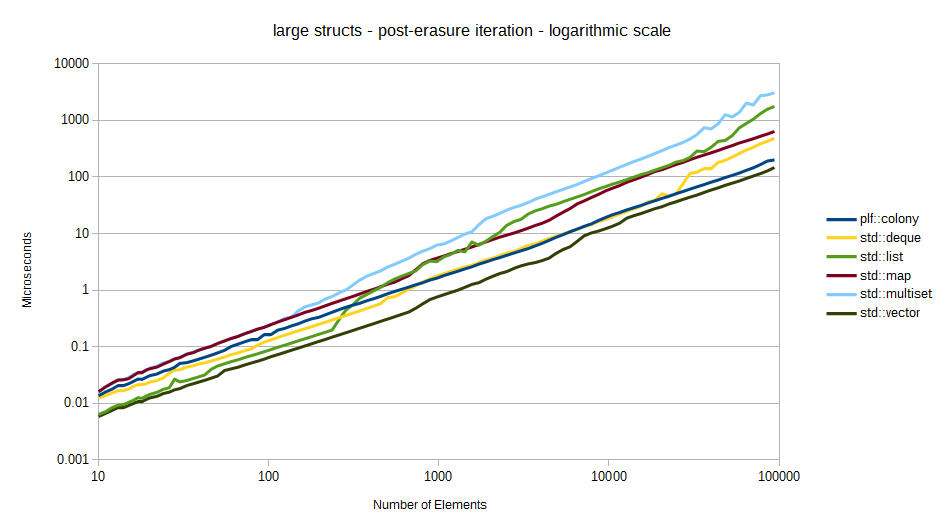 large structs - post-erasure iteration - logarithmic scale
10000
1000
100
10
1
0.1
0.01
0.001
Microseconds
10
100
1000
10000
100000
Number of Elements
plf::colony
std::deque
std::list
std::map
std::multiset
std::vector